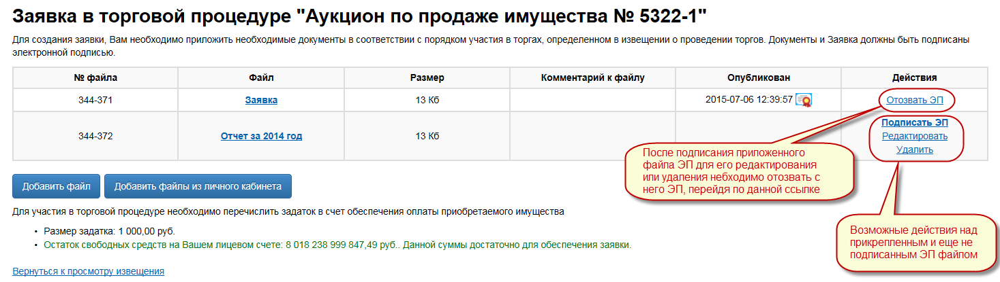 Заявка в торговой процедуре "Аукцион по продаже имущества № 5322-1"
Для создания заявки, Вам необходимо приложить необходимые документы в соответствии с порядком участия в торгах, определенном в извещении о проведении торгов. Документы и Заявка должны быть подписаны
электронной подписью.
№ файла Файл Размер Комментарий к файлу Опубликован Действия
344-371 Заявка 13 Кб 2015-07-06 12:39:57 Отозвать ЭП
344-372 Отчет за 2014 год 13 Кб Подписать ЭП
Редактировать
Удалить
После подписания приложенного
файла ЭП для его редактирования
или удаления небходимо отозвать с
него ЭП, перейдя по данной ссылке
Добавить файл Добавить файлы из личного кабинета
Для участия в торговой процедуре необходимо перечислить задаток в счет обеспечения оплаты приобретаемого имущества
• Размер задатка: 1 000,00 руб.
• Остаток свободных средств на Вашем лицевом счете: 8 018 238 999 847,49 руб.. Данной суммы достаточно для обеспечения заявки.
Возможные действия над
прикрепленным и еще не
подписанным ЭП файлом
Вернуться к просмотру извещения